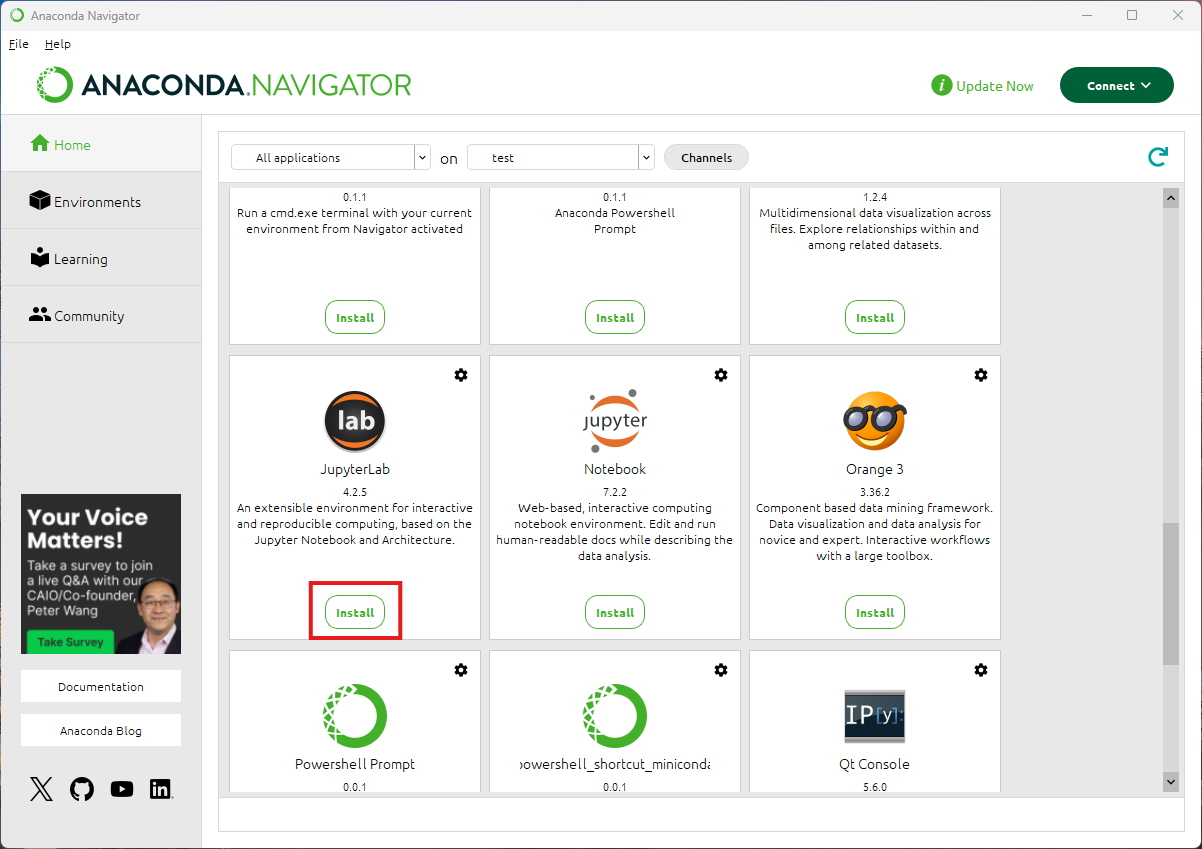 Anaconda Navigator
File Help
ANACONDA.NAVIGATOR
i Update Now
Connect
Home
Environments
Learning
Community
All applications
on
test
Channels
0.1.1
Run a cmd.exe terminal with your current
environment from Navigator activated
Install
0.1.1
Anaconda Powershell
Prompt
Install
1.2.4
Multidimensional data visualization across
files. Explore relationships within and
among related datasets.
Install
lab
JupyterLab
4.2.5
An extensible environment for interactive
and reproducible computing, based on the
Jupyter Notebook and Architecture.
Install
jupyter
Notebook
7.2.2
Web-based, interactive computing
notebook environment. Edit and run
human-readable docs while describing the
data analysis.
Install
Orange 3
3.36.2
Component based data mining framework.
Data visualization and data analysis for
novice and expert. Interactive workflows
with a large toolbox.
Install
Powershell Prompt
0.0.1
powershell_shortcut_miniconda
0.0.1
IP[y]:
Qt Console
5.6.0
Your Voice
Matters!
Take a survey to join
a live Q&A with our
CAIO/Co-founder,
Peter Wang
Take Survey
Documentation
Anaconda Blog